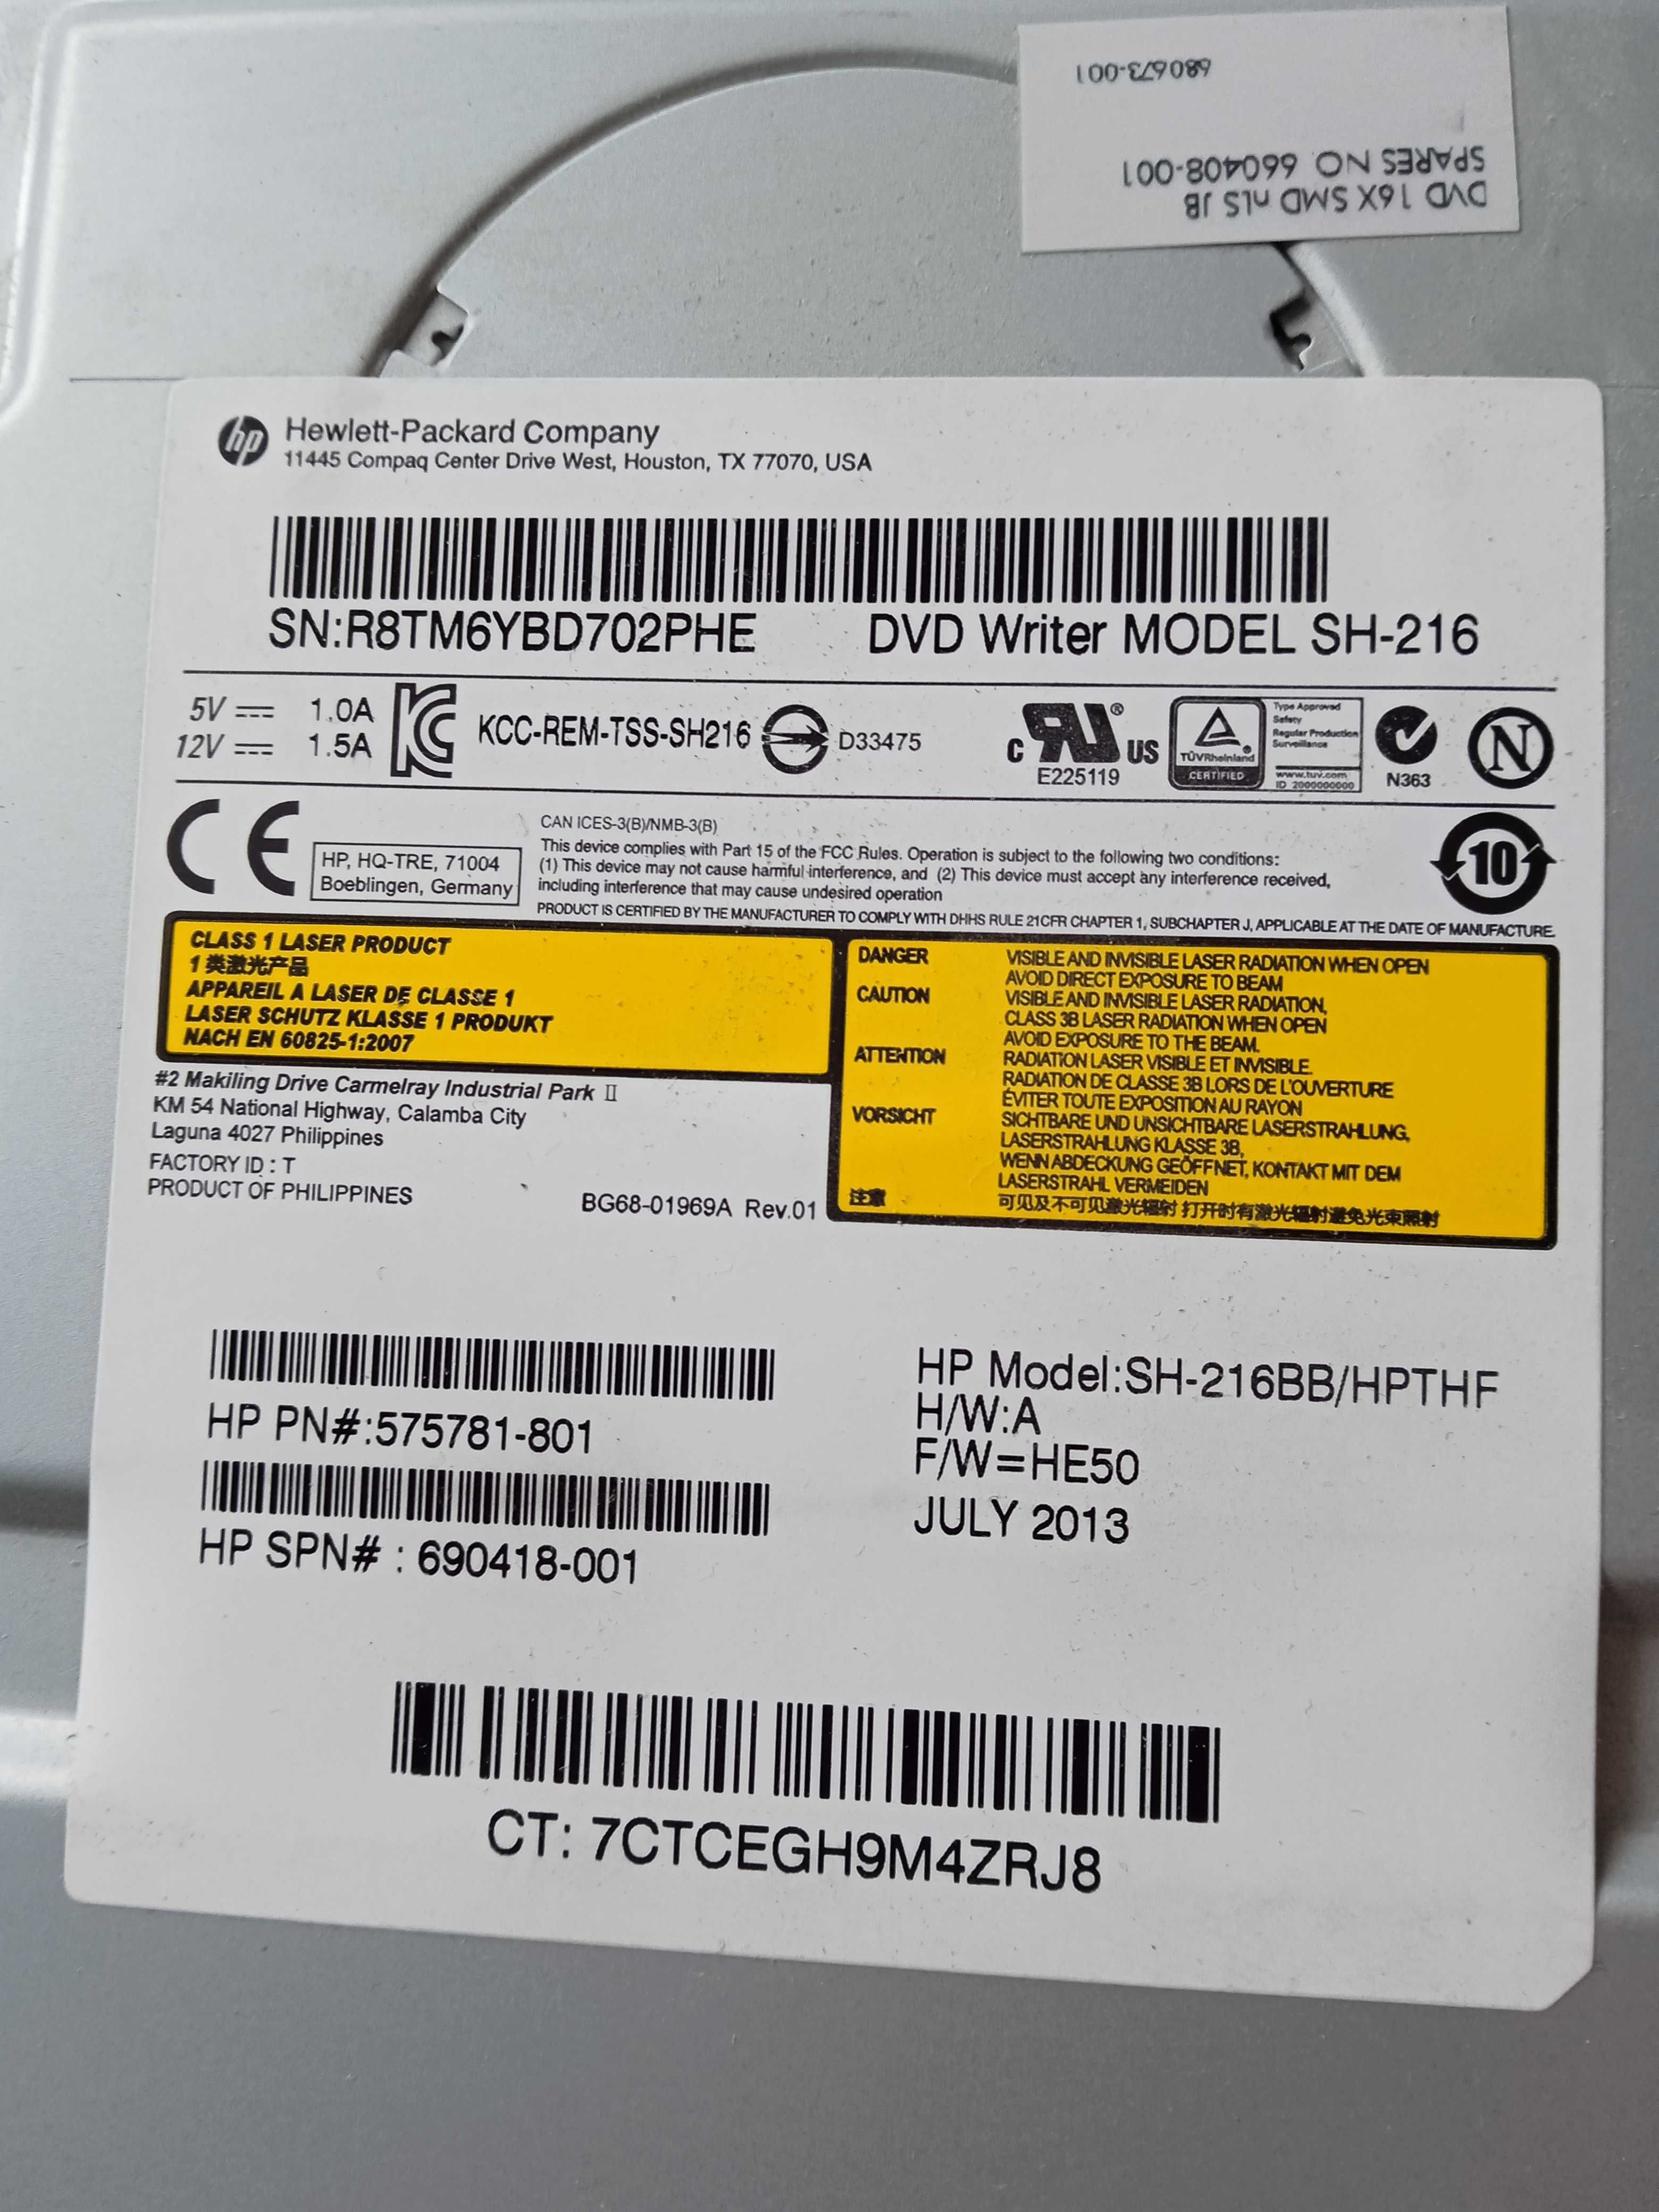 680673-001
DVD 16X SMD nLS JB
SPARES NO 660408-001
hp
Hewlett-Packard Company
11445 Compaq Center Drive West, Houston, TX 77070, USA
SN:R8TM6YBD702PHE DVD Writer MODEL SH-216
5V 1.0A
12V 1.5A
KCC-REM-TSS-SH216
D33475
C UR ® US
E225119
TÜVRheinland ®
CERTIFIED
Type Approved
Safety
Regular Production
Surveillance
www.tuv.com
ID 2000000000
N363
N
CE
HP, HQ-TRE, 71004
Boeblingen, Germany
CAN ICES-3(B)/NMB-3(B)
This device complies with Part 15 of the FCC Rules. Operation is subject to the following two conditions:
(1) This device may not cause harmful interference, and (2) This device must accept any interference received,
including interference that may cause undesired operation
PRODUCT IS CERTIFIED BY THE MANUFACTURER TO COMPLY WITH DHHS RULE 21CFR CHAPTER 1, SUBCHAPTER J, APPLICABLE AT THE DATE OF MANUFACTURE.
10
CLASS 1 LASER PRODUCT
1 类激光产品
APPAREIL A LASER DE CLASSE 1
LASER SCHUTZ KLASSE 1 PRODUKT
NACH EN 60825-1:2007
DANGER VISIBLE AND INVISIBLE LASER RADIATION WHEN OPEN
AVOID DIRECT EXPOSURE TO BEAM
CAUTION VISIBLE AND INVISIBLE LASER RADIATION,
CLASS 3B LASER RADIATION WHEN OPEN
AVOID EXPOSURE TO THE BEAM.
ATTENTION RADIATION LASER VISIBLE ET INVISIBLE.
RADIATION DE CLASSE 3B LORS DE L'OUVERTURE
ÉVITER TOUTE EXPOSITION AU RAYON
VORSICHT SICHTBARE UND UNSICHTBARE LASERSTRAHLUNG,
LASERSTRAHLUNG KLASSE 3B,
WENN ABDECKUNG GEÖFFNET, KONTAKT MIT DEM
LASERSTRAHL VERMEIDEN
注意 可见及不可见激光辐射 打开时有激光辐射避免光束照射
#2 Makiling Drive Carmelray Industrial Park II
KM 54 National Highway, Calamba City
Laguna 4027 Philippines
FACTORY ID : T
PRODUCT OF PHILIPPINES
BG68-01969A Rev.01
HP PN#:575781-801
HP SPN# : 690418-001
HP Model:SH-216BB/HPTHF
H/W:A
F/W=HE50
JULY 2013
CT: 7CTCEGH9M4ZRJ8